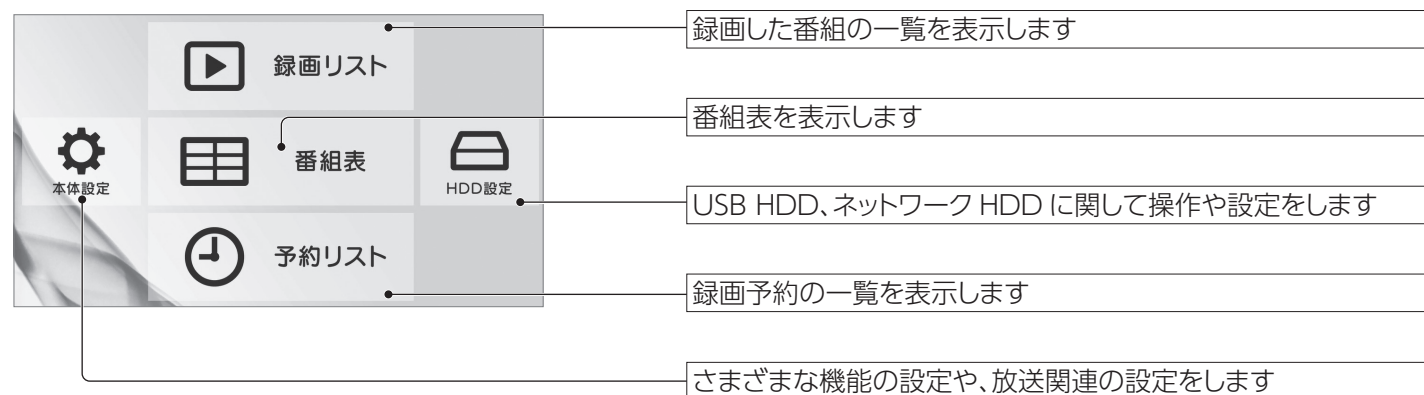 録画リスト
番組表
本体設定
HDD設定
予約リスト
録画した番組の一覧を表示します
番組表を表示します
USB HDD、ネットワーク HDD に関して操作や設定をします
録画予約の一覧を表示します
さまざまな機能の設定や、放送関連の設定をします